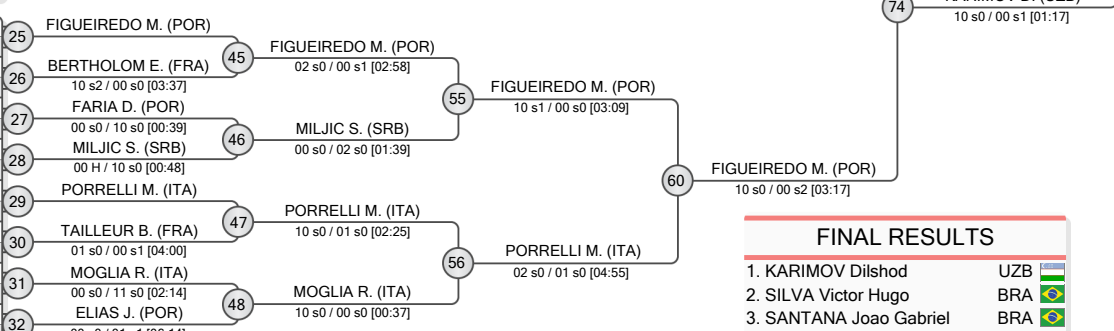 74
10 s0 / 00 s1 [01:17]
25
FIGUEIREDO M. (POR)
45
FIGUEIREDO M. (POR)
02 s0 / 00 s1 [02:58]
26
BERTHOLOM E. (FRA)
10 s2 / 00 s0 [03:37]
55
FIGUEIREDO M. (POR)
10 s1 / 00 s0 [03:09]
27
FARIA D. (POR)
00 s0 / 10 s0 [00:39]
46
MILJIC S. (SRB)
00 s0 / 02 s0 [01:39]
28
MILJIC S. (SRB)
00 H / 10 s0 [00:48]
60
FIGUEIREDO M. (POR)
10 s0 / 00 s2 [03:17]
29
PORRELLI M. (ITA)
47
PORRELLI M. (ITA)
10 s0 / 01 s0 [02:25]
30
TAILLEUR B. (FRA)
01 s0 / 00 s1 [04:00]
56
PORRELLI M. (ITA)
02 s0 / 01 s0 [04:55]
31
MOGLIA R. (ITA)
00 s0 / 11 s0 [02:14]
48
MOGLIA R. (ITA)
10 s0 / 00 s0 [00:37]
32
ELIAS J. (POR)
FINAL RESULTS
1. KARIMOV Dilshod UZB
2. SILVA Victor Hugo BRA
3. SANTANA Joao Gabriel BRA